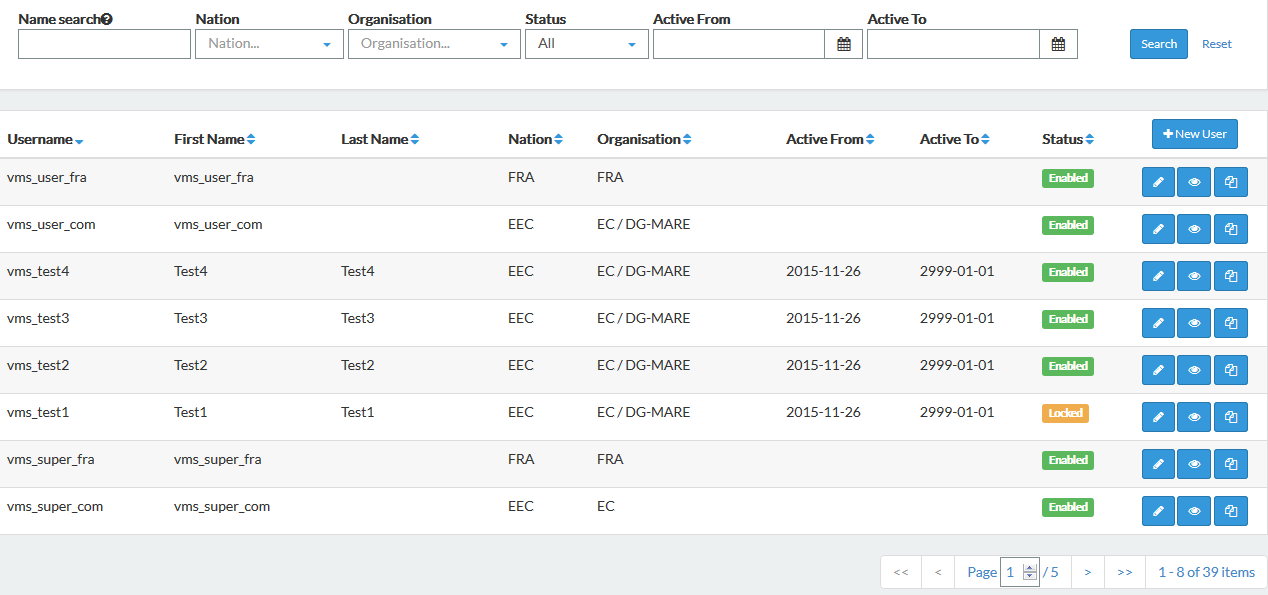 Name search Nation Organisation Status Active From Active To
Nation... Organisation... All Search Reset
Username First Name Last Name Nation Organisation Active From Active To Status New User
vms_user_fra vms_user_fra FRA FRA Enabled
vms_user_com vms_user_com EEC EC / DG-MARE Enabled
vms_test4 Test4 Test4 EEC EC / DG-MARE 2015-11-26 2999-01-01 Enabled
vms_test3 Test3 Test3 EEC EC / DG-MARE 2015-11-26 2999-01-01 Enabled
vms_test2 Test2 Test2 EEC EC / DG-MARE 2015-11-26 2999-01-01 Enabled
vms_test1 Test1 Test1 EEC EC / DG-MARE 2015-11-26 2999-01-01 Locked
vms_super_fra vms_super_fra FRA FRA Enabled
vms_super_com vms_super_com EEC EC Enabled
<< < Page 1 / 5 > >> 1 - 8 of 39 items